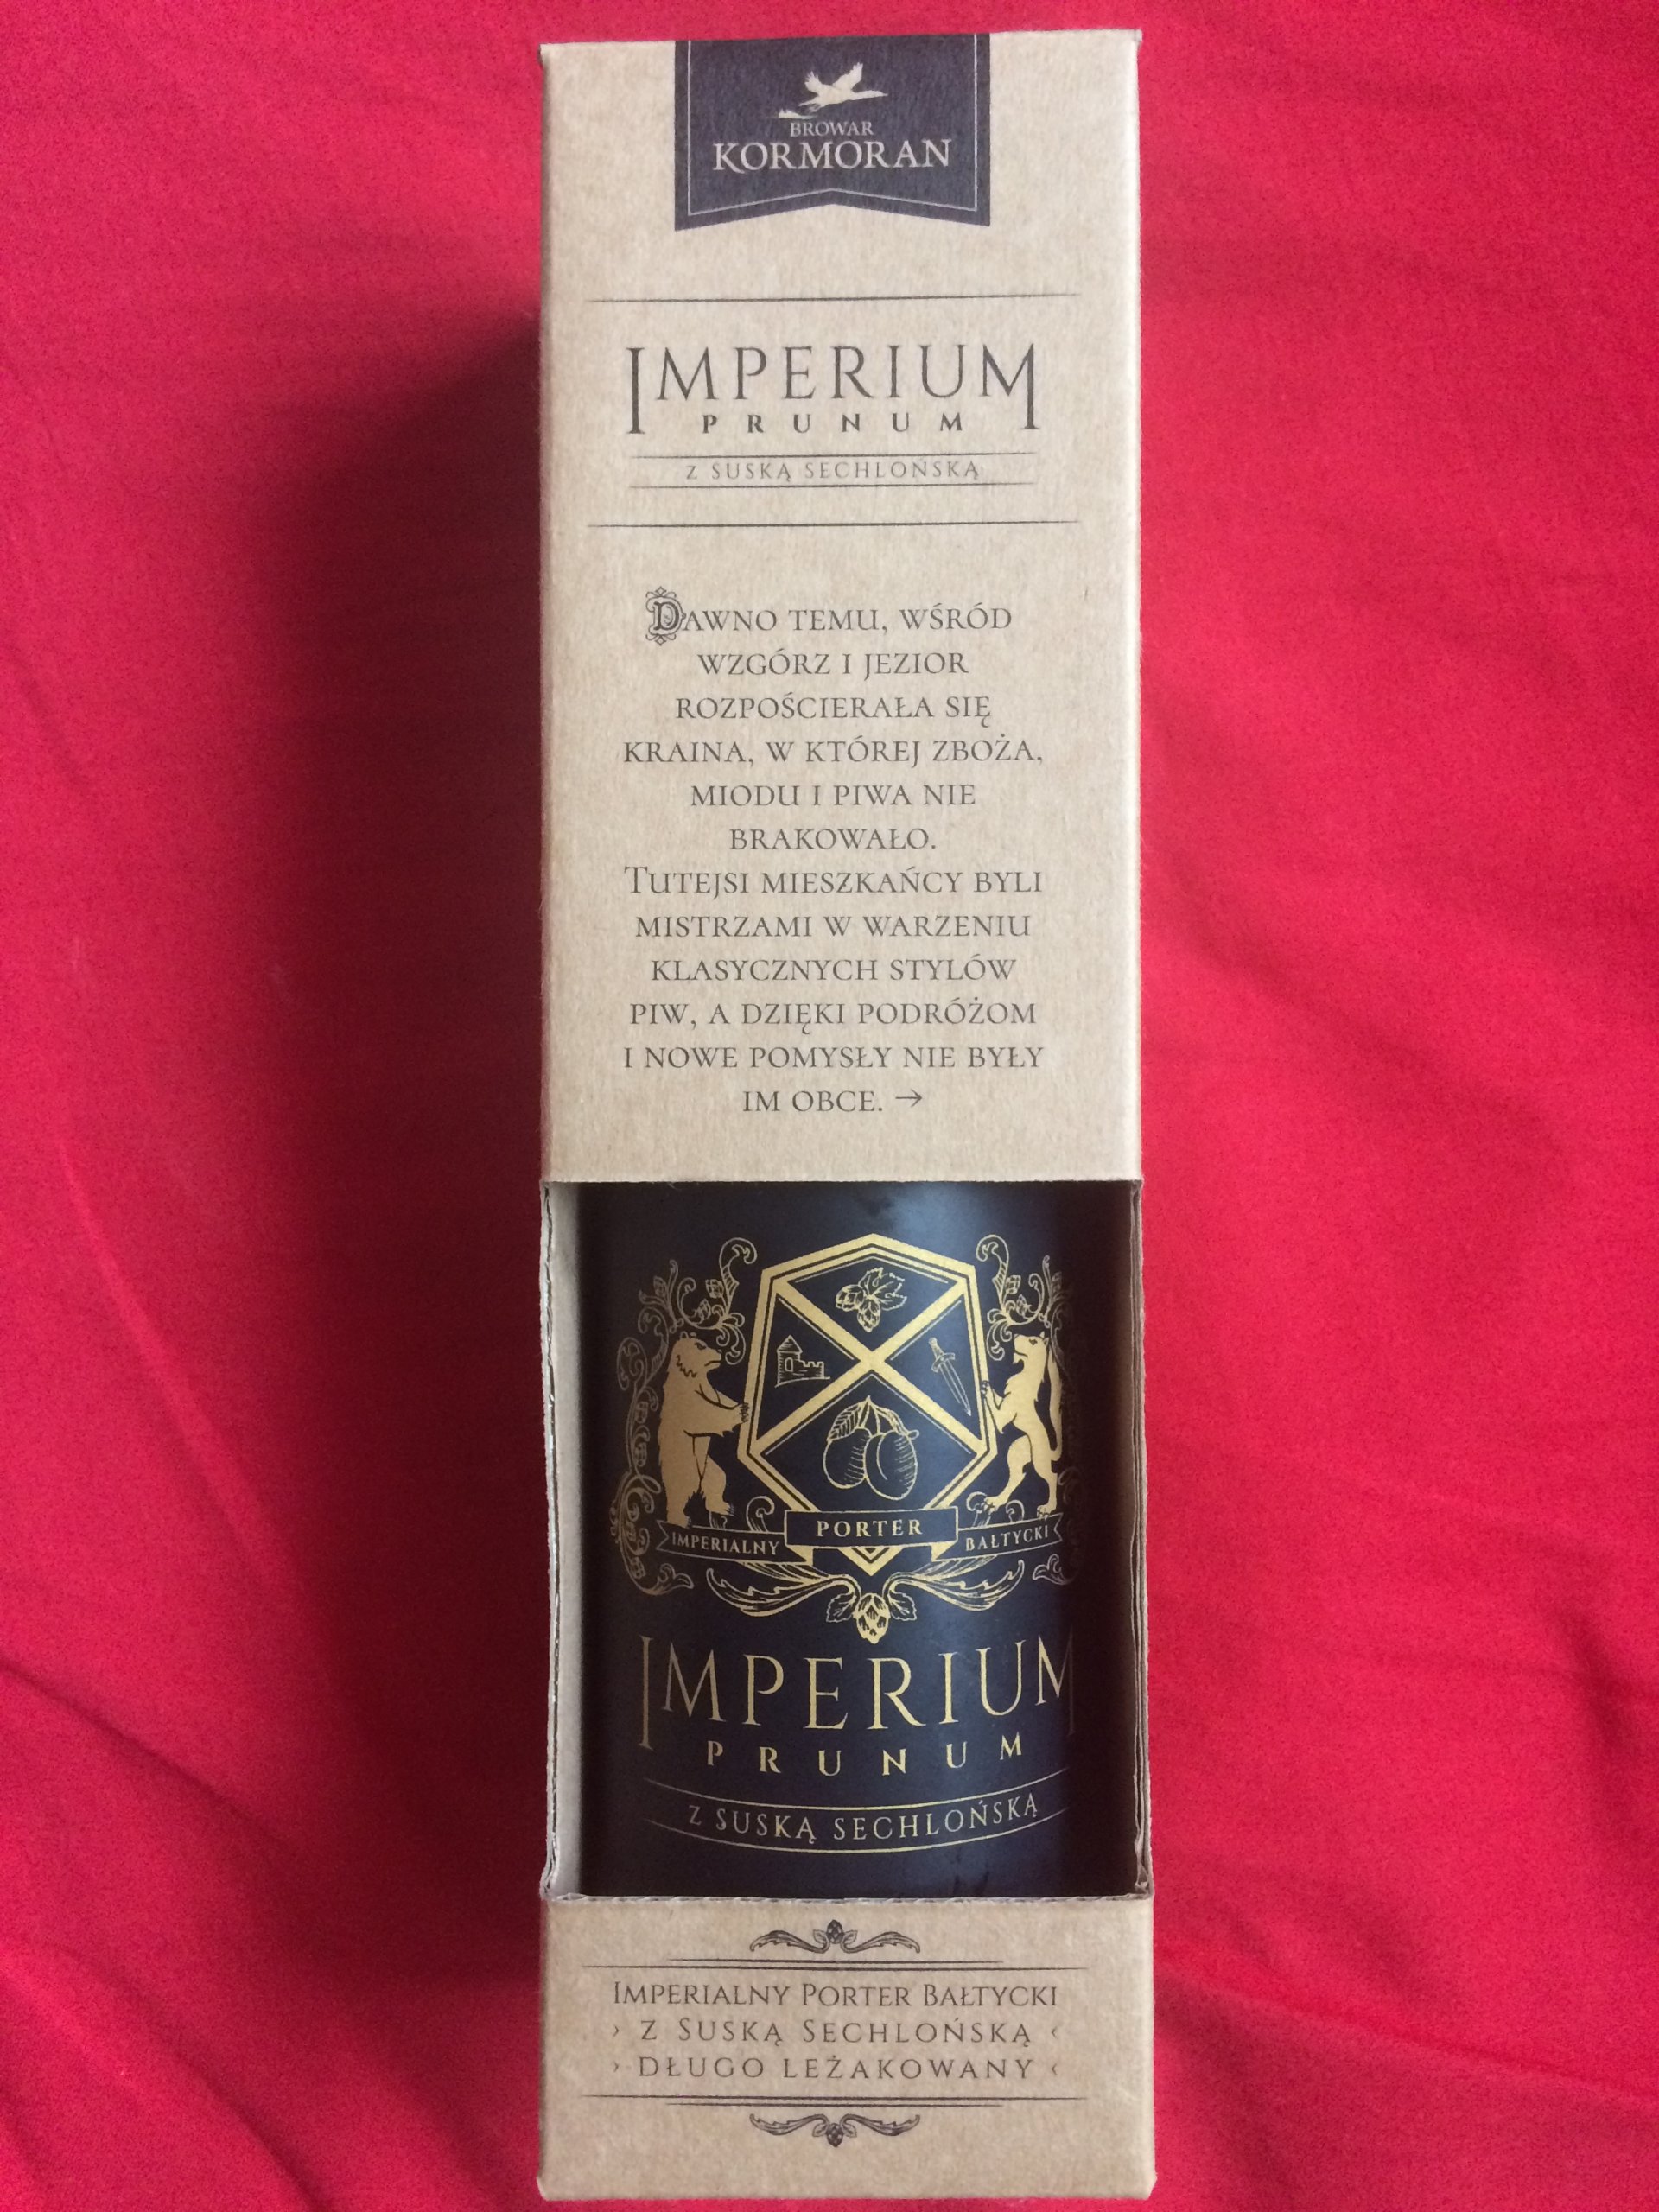 BROWAR
KORMORAN
IMPERIUM
PRUNUM
Z SUSKĄ SECHLOŃSKĄ
DAWNO TEMU, WŚRÓD
WZGÓRZ I JEZIOR
ROZPOŚCIERAŁA SIĘ
KRAINA, W KTÓREJ ZBOŻA,
MIODU I PIWA NIE
BRAKOWAŁO.
TUTEJSI MIESZKAŃCY BYLI
MISTRZAMI W WARZENIU
KLASYCZNYCH STYLÓW
PIW, A DZIĘKI PODRÓŻOM
I NOWE POMYSŁY NIE BYŁY
IM OBCE. →
IMPERIALNY PORTER BAŁTYCKI
IMPERIUM
PRUNUM
Z SUSKĄ SECHLOŃSKĄ
IMPERIALNY PORTER BAŁTYCKI
› Z SUSKĄ SECHLOŃSKĄ ‹
› DŁUGO LEŻAKOWANY ‹